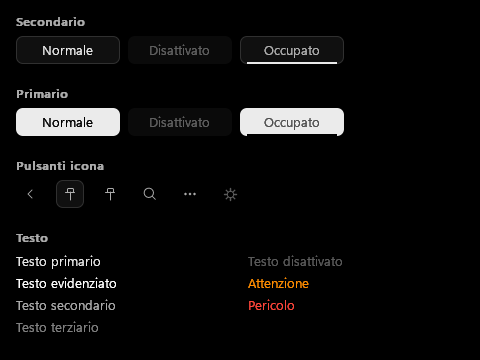 Secondario
Normale Disattivato Occupato
Primario
Normale Disattivato Occupato
Pulsanti icona
Testo
Testo primario Testo disattivato
Testo evidenziato Attenzione
Testo secondario Pericolo
Testo terziario